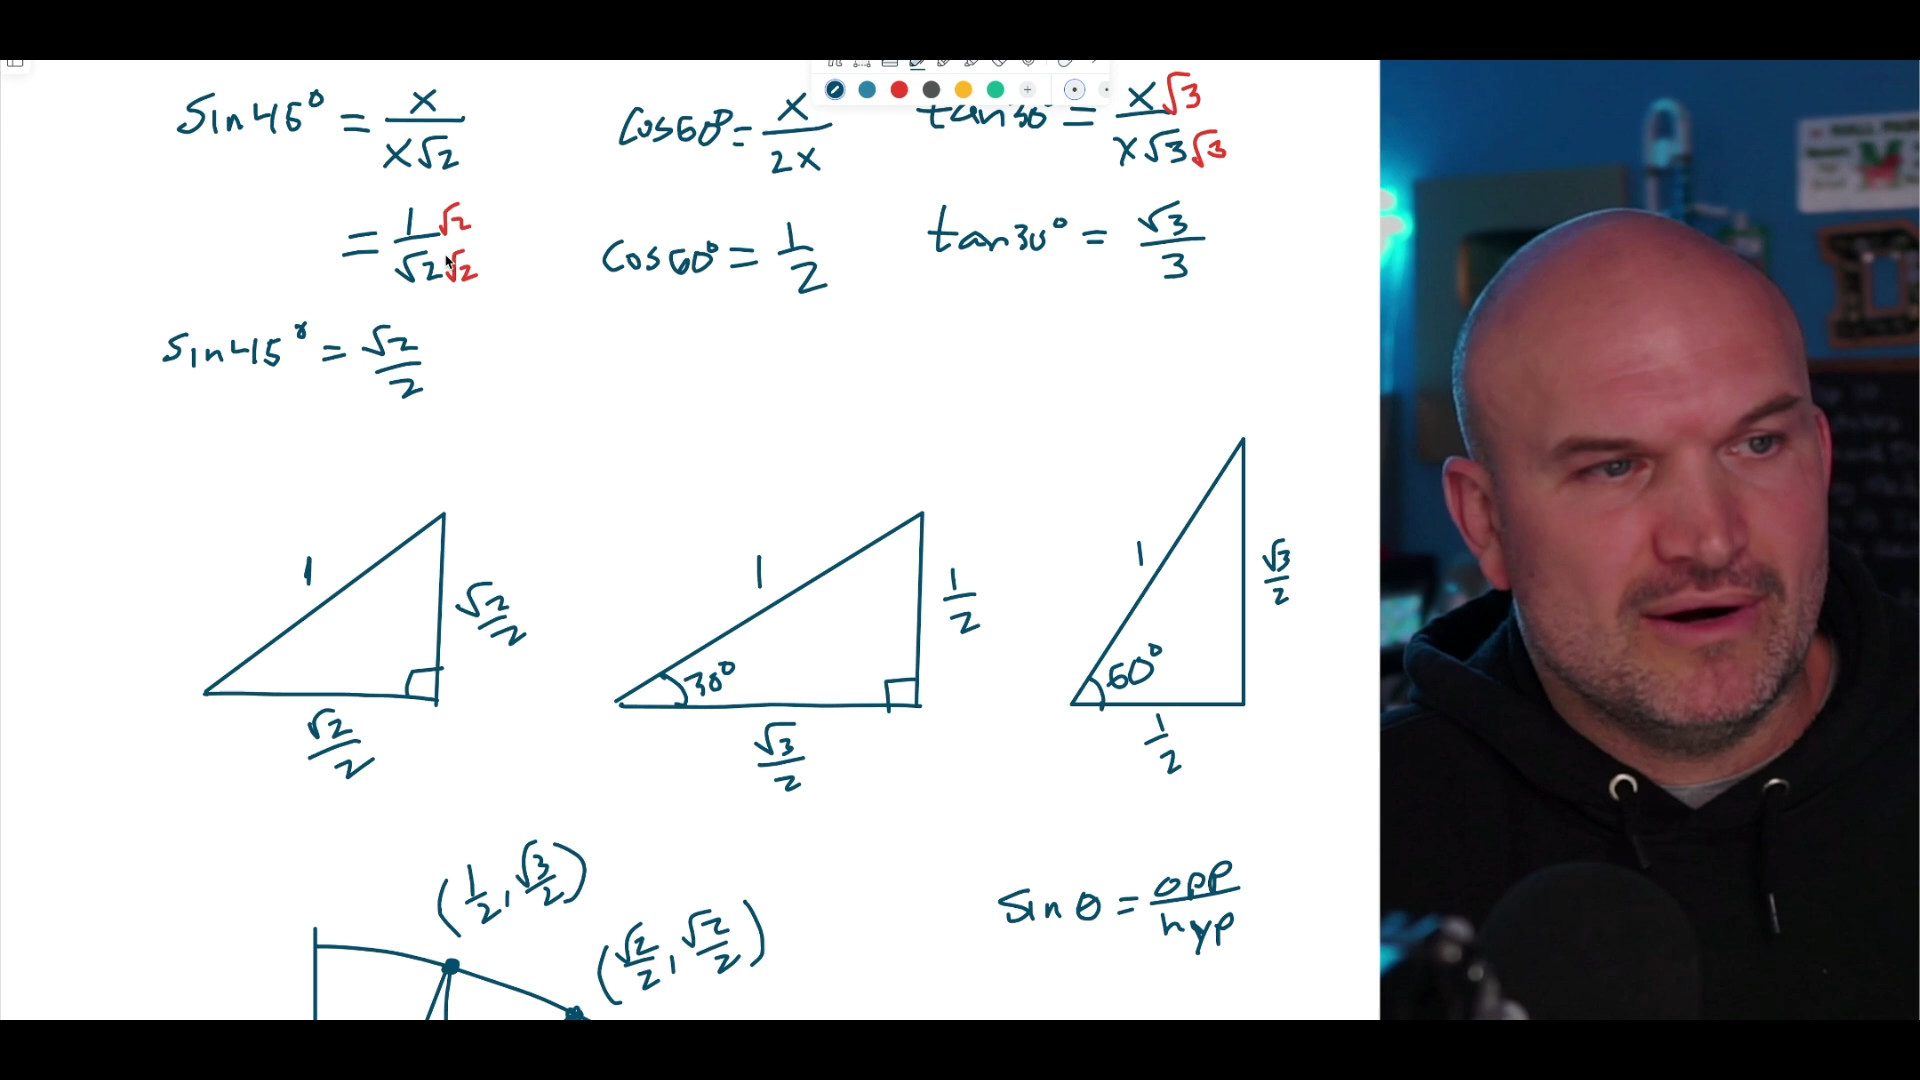 sin 45° = x/x√2
cos 60° = x/2x
tan 30° = x√3/x√3√3
= 1√2/√2√2
cos 60° = 1/2
tan 30° = √3/3
sin 45° = √2/2
1
√2/2
√2/2
1
30°
1/2
√3/2
1
60°
√3/2
1/2
(1/2, √3/2)
(√2/2, √2/2)
sin θ = opp/hyp